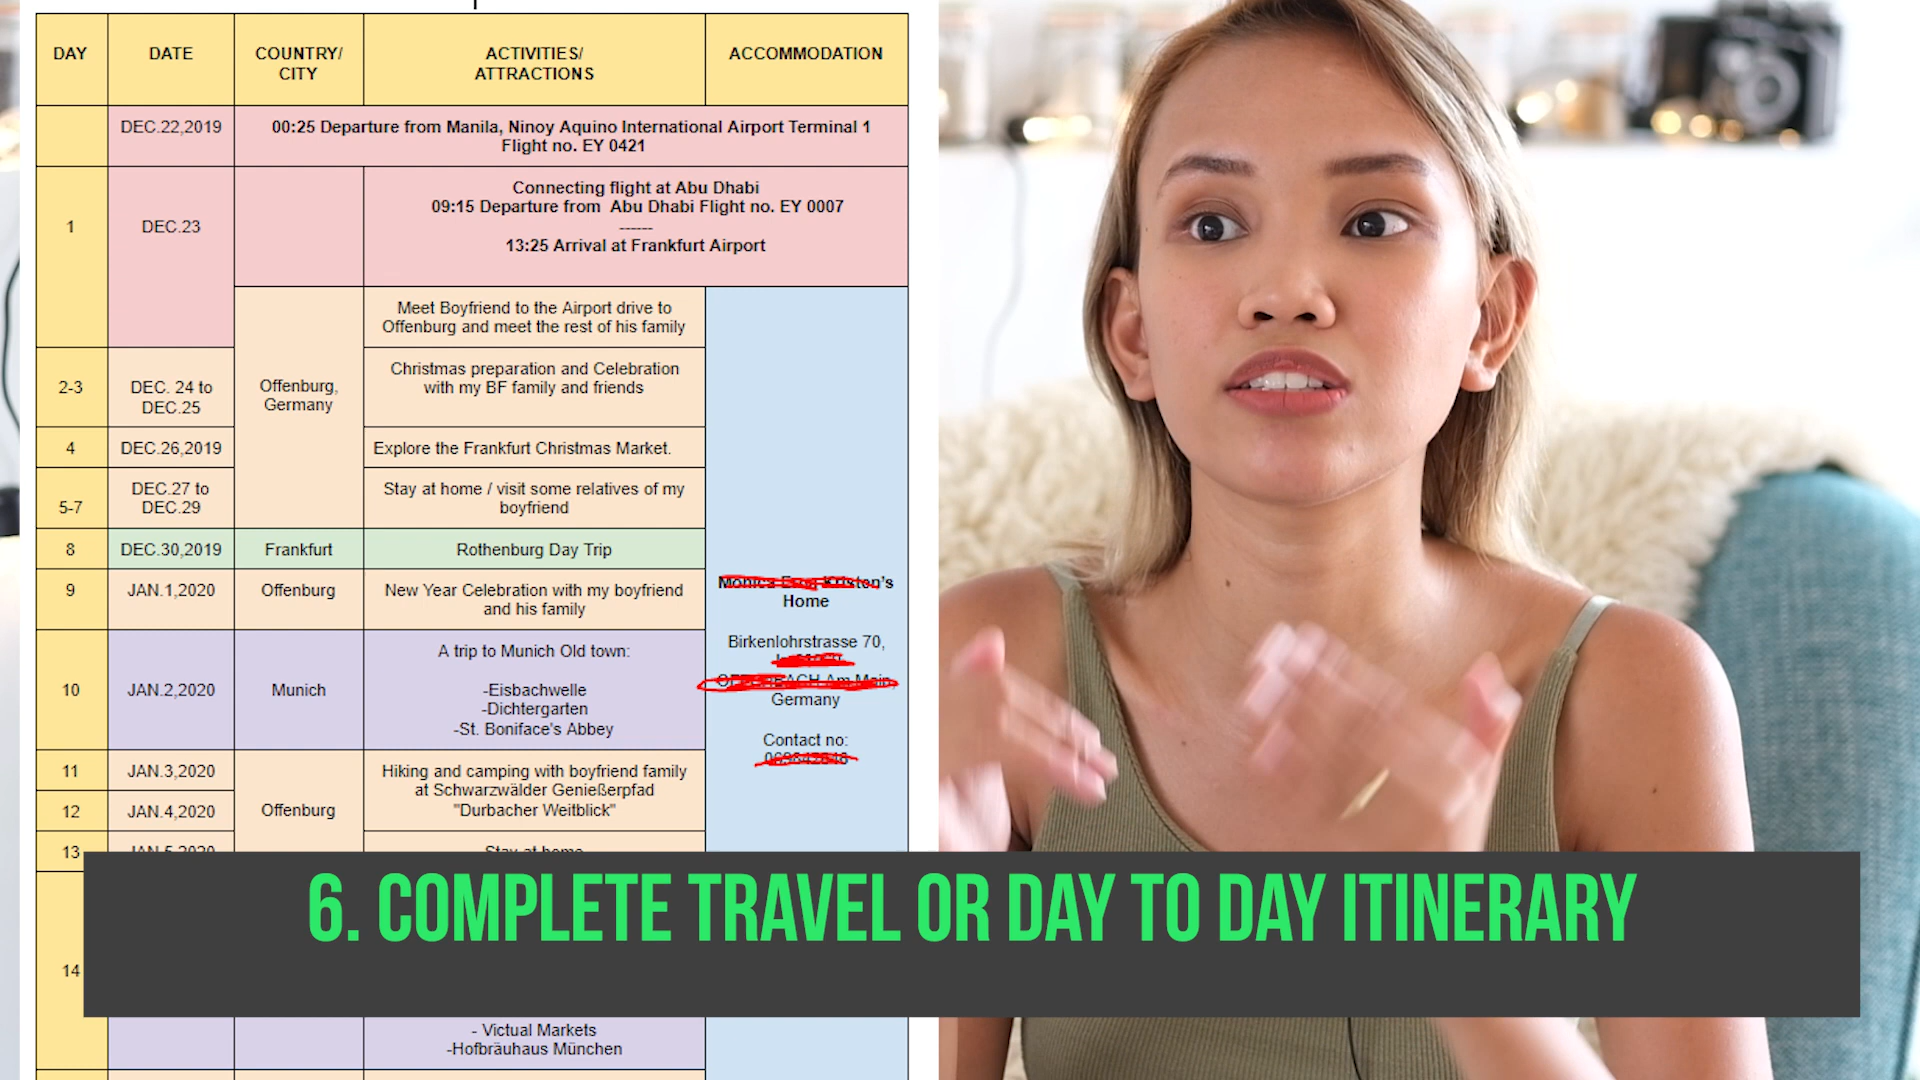 DAY
DATE
COUNTRY/
CITY
ACTIVITIES/
ATTRACTIONS
ACCOMMODATION
DEC.22,2019
00:25 Departure from Manila, Ninoy Aquino International Airport Terminal 1
Flight no. EY 0421
1
DEC.23
Connecting flight at Abu Dhabi
09:15 Departure from Abu Dhabi Flight no. EY 0007
------
13:25 Arrival at Frankfurt Airport
Meet Boyfriend to the Airport drive to
Offenburg and meet the rest of his family
2-3
DEC. 24 to
DEC.25
Offenburg,
Germany
Christmas preparation and Celebration
with my BF family and friends
4
DEC.26,2019
Explore the Frankfurt Christmas Market.
5-7
DEC.27 to
DEC.29
Stay at home / visit some relatives of my
boyfriend
8
DEC.30,2019
Frankfurt
Rothenburg Day Trip
9
JAN.1,2020
Offenburg
New Year Celebration with my boyfriend
and his family
Home
Birkenlohrstrasse 70,
Germany
Contact no:
10
JAN.2,2020
Munich
A trip to Munich Old town:
-Eisbachwelle
-Dichtergarten
-St. Boniface's Abbey
11
JAN.3,2020
12
JAN.4,2020
Offenburg
Hiking and camping with boyfriend family
at Schwarzwälder Genießerpfad
"Durbacher Weitblick"
13
JAN.5,2020
Stay at home
14
- Victual Markets
-Hofbräuhaus München
6. COMPLETE TRAVEL OR DAY TO DAY ITINERARY